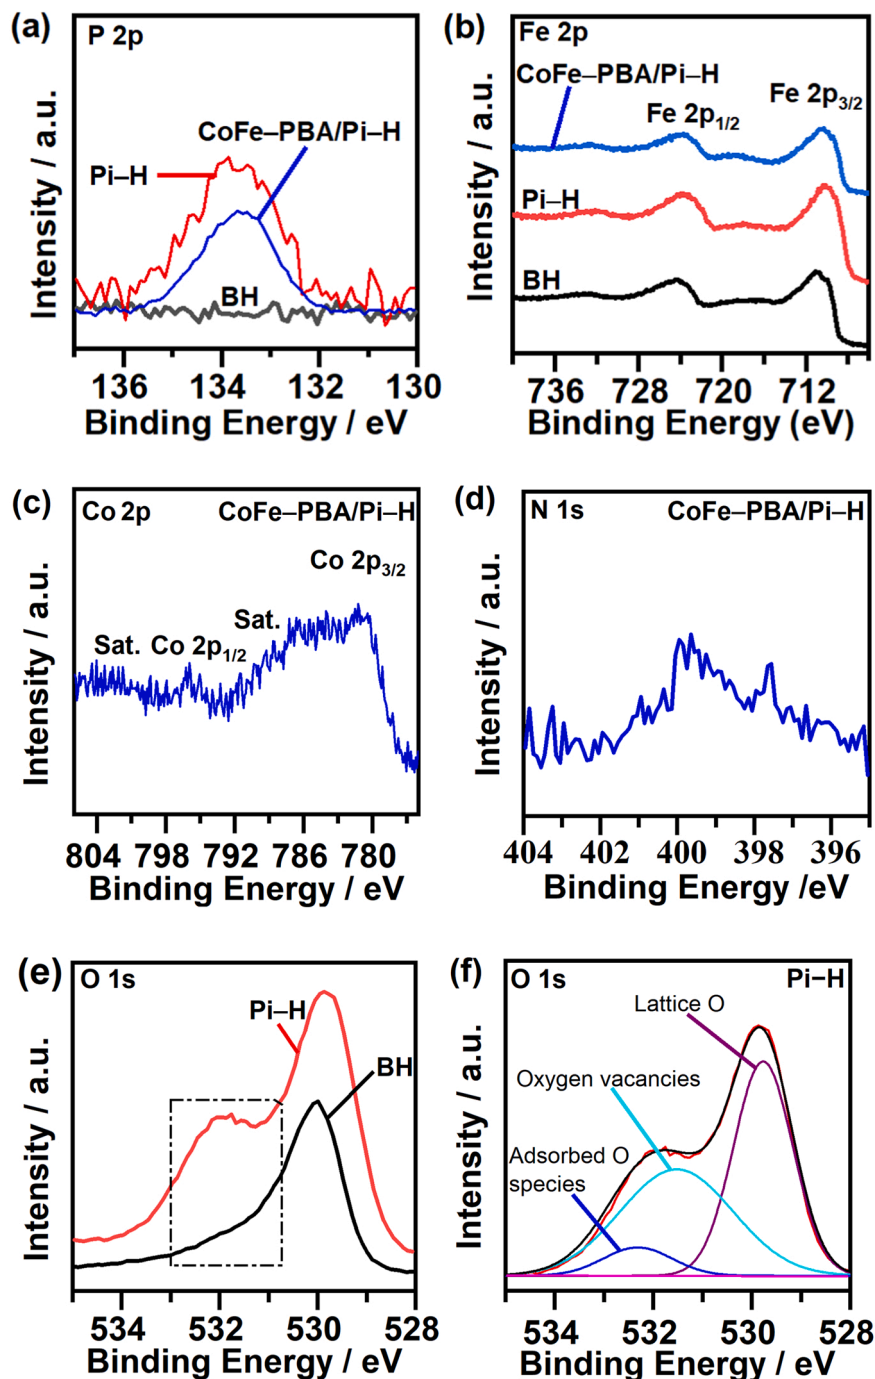 (a)
P 2p
CoFe–PBA/Pi–H
Pi–H
BH
Intensity / a.u.
136 134 132 130
Binding Energy / eV
(b)
Fe 2p
CoFe–PBA/Pi–H
Fe 2p1/2
Fe 2p3/2
Pi–H
BH
Intensity / a.u.
736 728 720 712
Binding Energy (eV)
(c)
Co 2p
CoFe–PBA/Pi–H
Co 2p3/2
Sat.
Sat. Co 2p1/2
Intensity / a.u.
804 798 792 786 780
Binding Energy /eV
(d)
N 1s
CoFe–PBA/Pi–H
Intensity / a.u.
404 402 400 398 396
Binding Energy /eV
(e)
O 1s
Pi–H
BH
Intensity / a.u.
534 532 530 528
Binding Energy / eV
(f)
O 1s
Pi–H
Lattice O
Oxygen vacancies
Adsorbed O
species
Intensity / a.u.
534 532 530 528
Binding Energy / eV